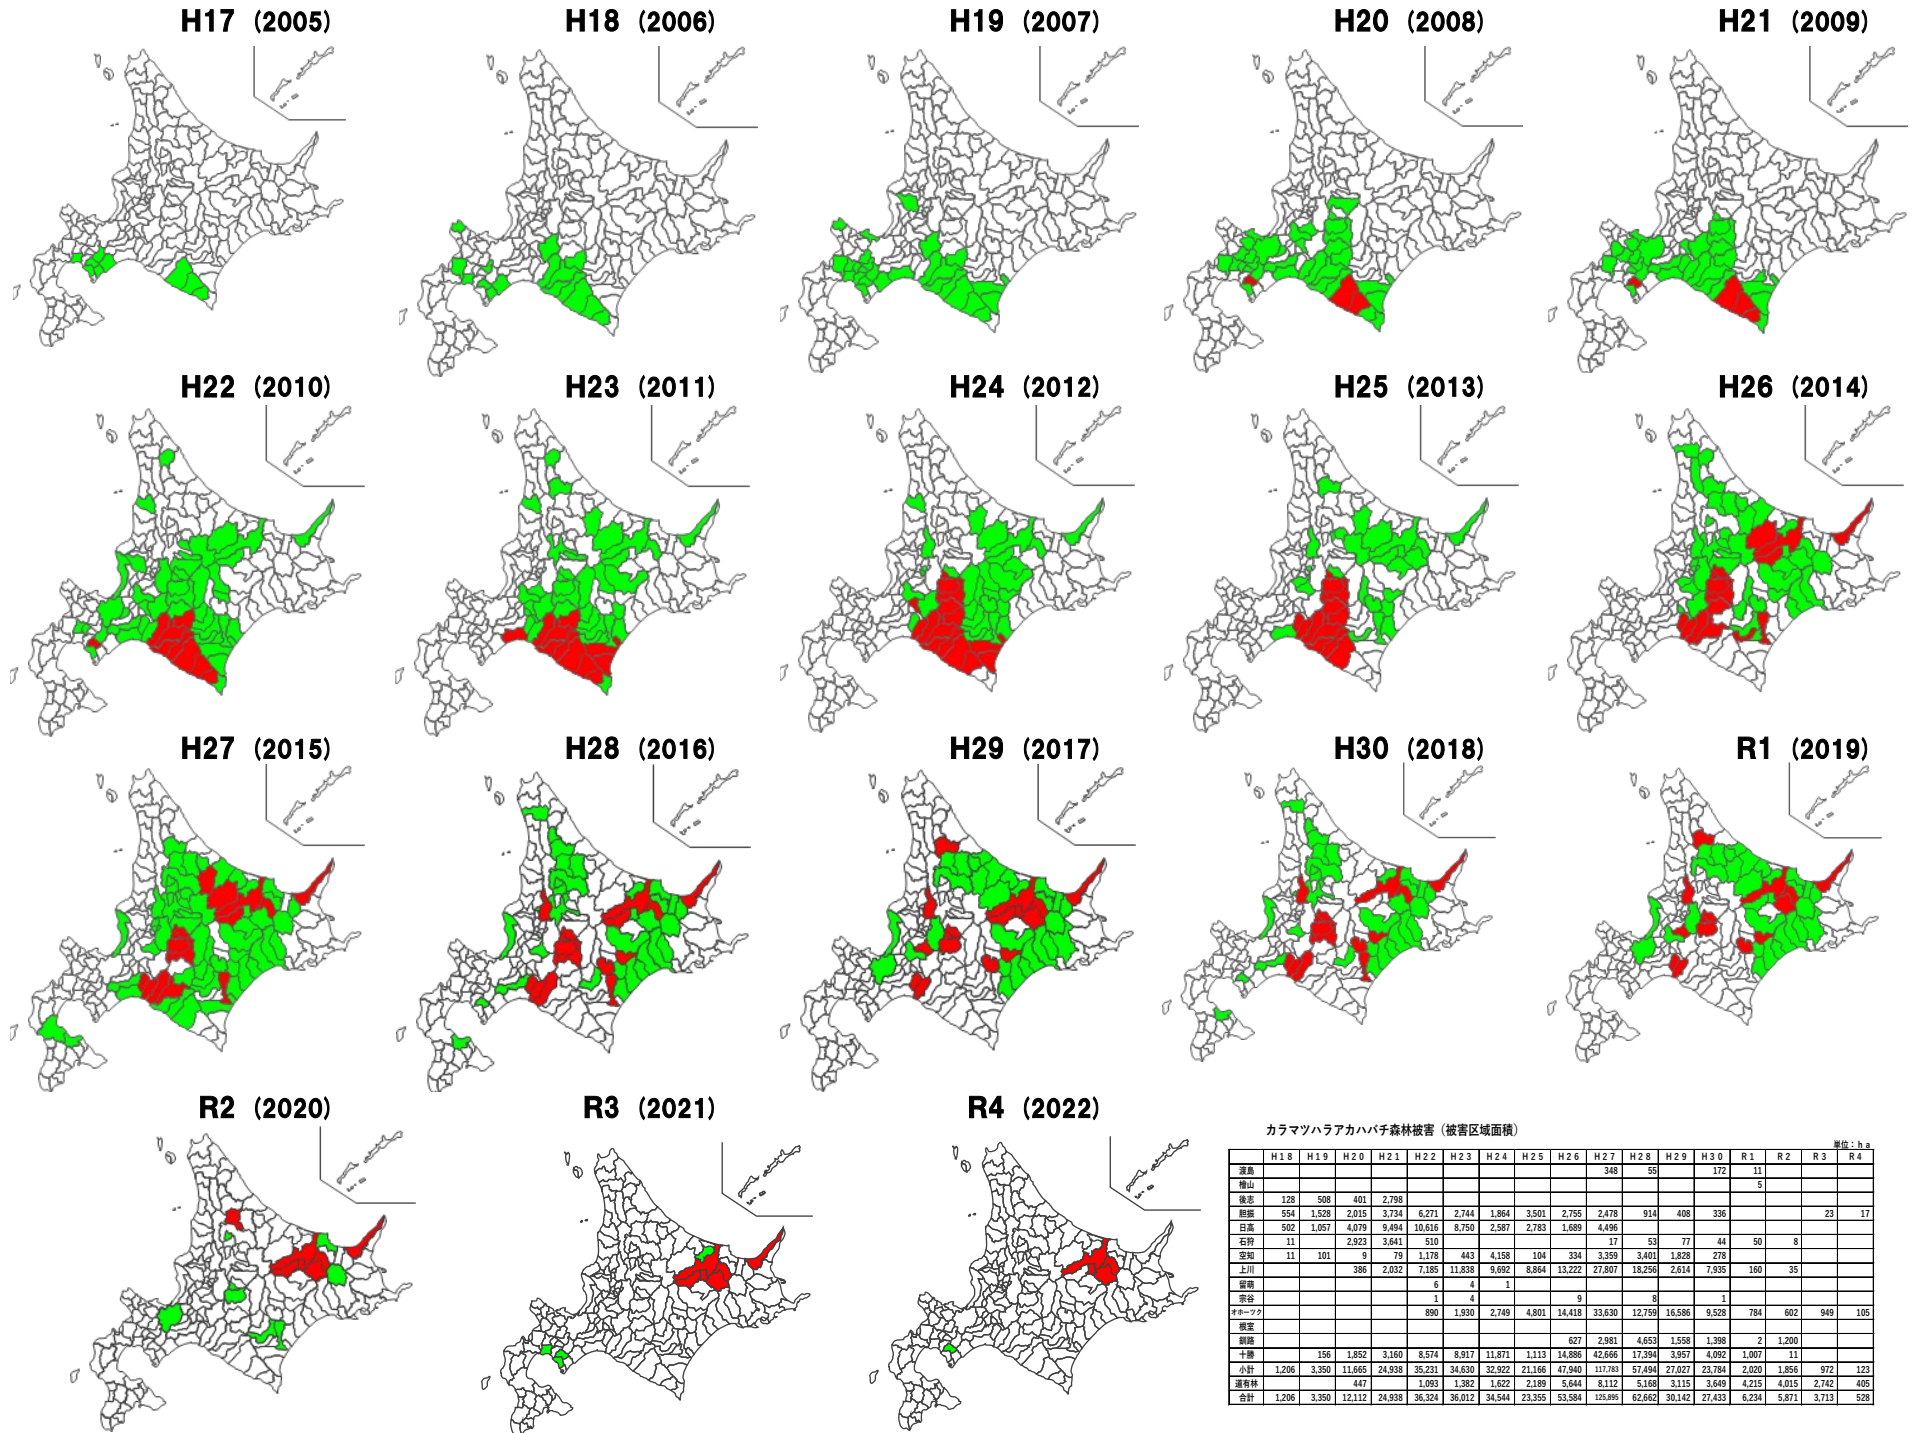 H17 (2005)
H18 (2006)
H19 (2007)
H20 (2008)
H21 (2009)
H22 (2010)
H23 (2011)
H24 (2012)
H25 (2013)
H26 (2014)
H27 (2015)
H28 (2016)
H29 (2017)
H30 (2018)
R1 (2019)
R2 (2020)
R3 (2021)
R4 (2022)
カラマツハラアカハバチ森林被害（被害区域面積）
単位：ｈａ
H18 H19 H20 H21 H22 H23 H24 H25 H26 H27 H28 H29 H30 R1 R2 R3 R4
渡島 348 55 172 11
檜山 5
後志 128 508 401 2,798
胆振 554 1,528 2,015 3,734 6,271 2,744 1,864 3,501 2,755 2,478 914 408 336 23 17
日高 502 1,057 4,079 9,494 10,616 8,750 2,587 2,783 1,689 4,496
石狩 11 2,923 3,641 510 17 53 77 44 50 8
空知 11 101 9 79 1,178 443 4,158 104 334 3,359 3,401 1,828 278
上川 386 2,032 7,185 11,838 9,692 8,864 13,222 27,807 18,256 2,614 7,935 160 35
留萌 6 4 1
宗谷 1 4 9 8 1
オホーツク 890 1,930 2,749 4,801 14,418 33,630 12,759 16,586 9,528 784 602 949 105
根室
釧路 627 2,981 4,653 1,558 1,398 2 1,200
十勝 156 1,852 3,160 8,574 8,917 11,871 1,113 14,886 42,666 17,394 3,957 4,092 1,007 11
小計 1,206 3,350 11,665 24,938 35,231 34,630 32,922 21,166 47,940 117,783 57,494 27,027 23,784 2,020 1,856 972 123
道有林 447 1,093 1,382 1,622 2,189 5,644 8,112 5,168 3,115 3,649 4,215 4,015 2,742 405
合計 1,206 3,350 12,112 24,938 36,324 36,012 34,544 23,355 53,584 125,895 62,662 30,142 27,433 6,234 5,871 3,713 528